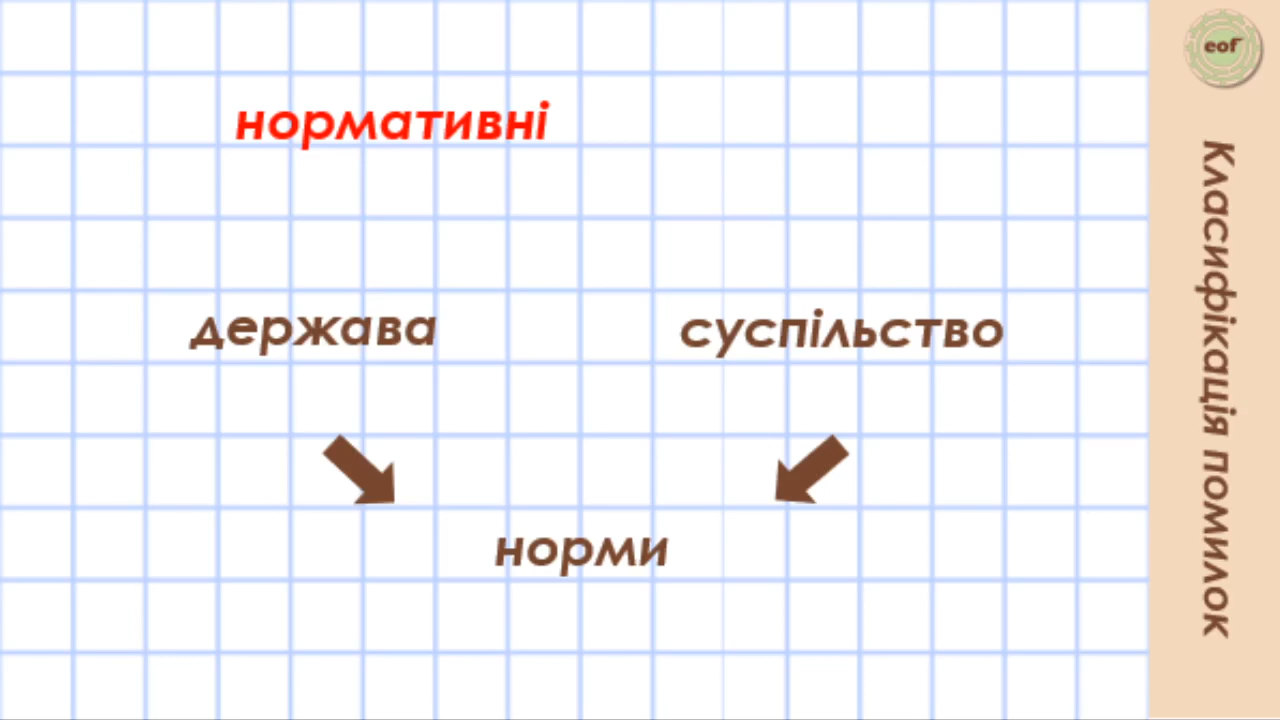 нормативні
держава
суспільство
норми
eof
Класифікація помилок